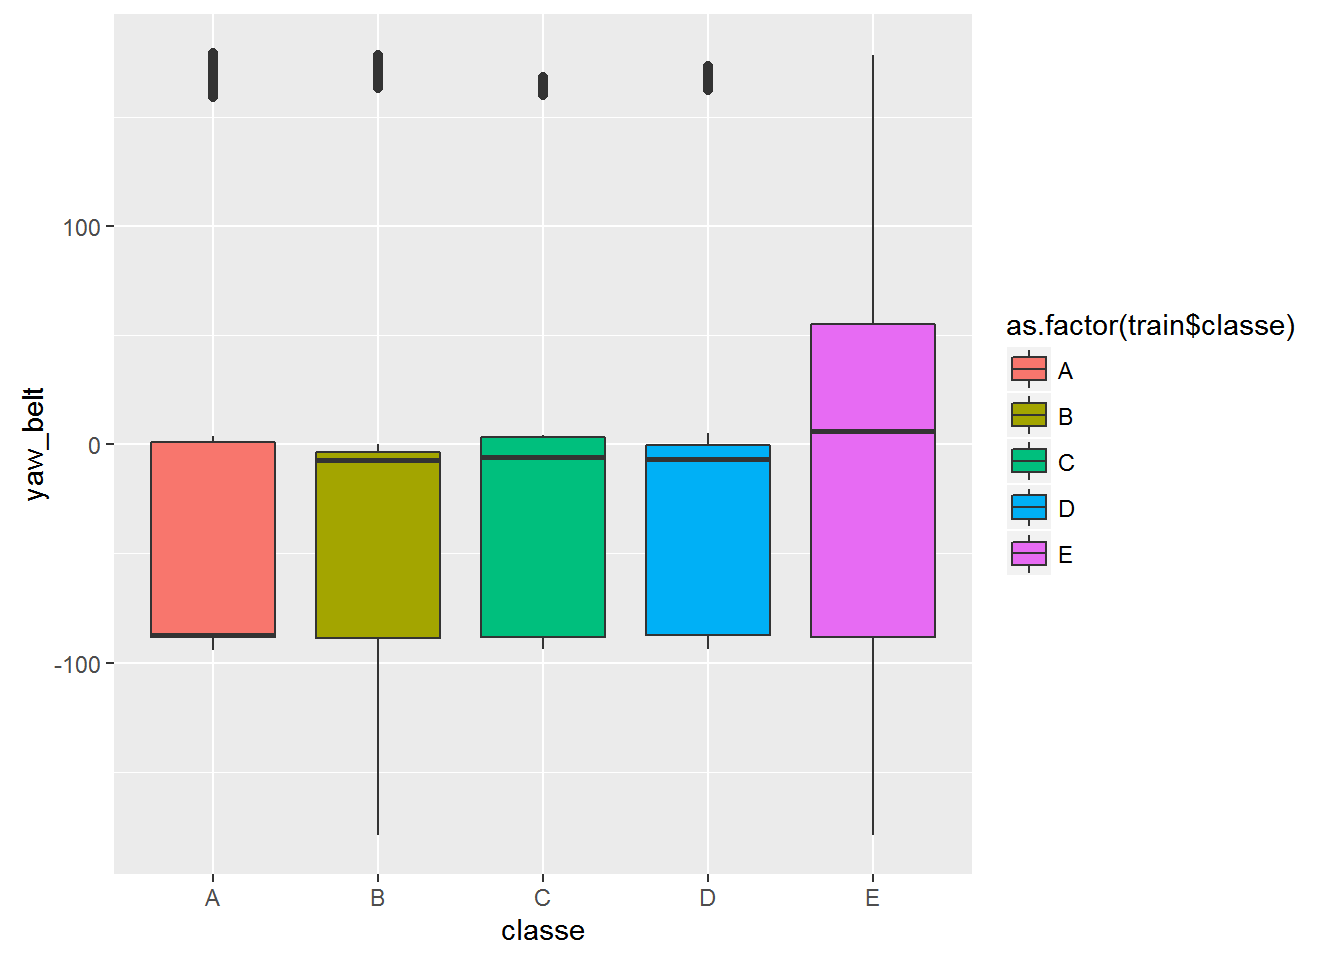 100
0
-100
yaw_belt
A B C D E
classe
as.factor(train$classe)
A
B
C
D
E